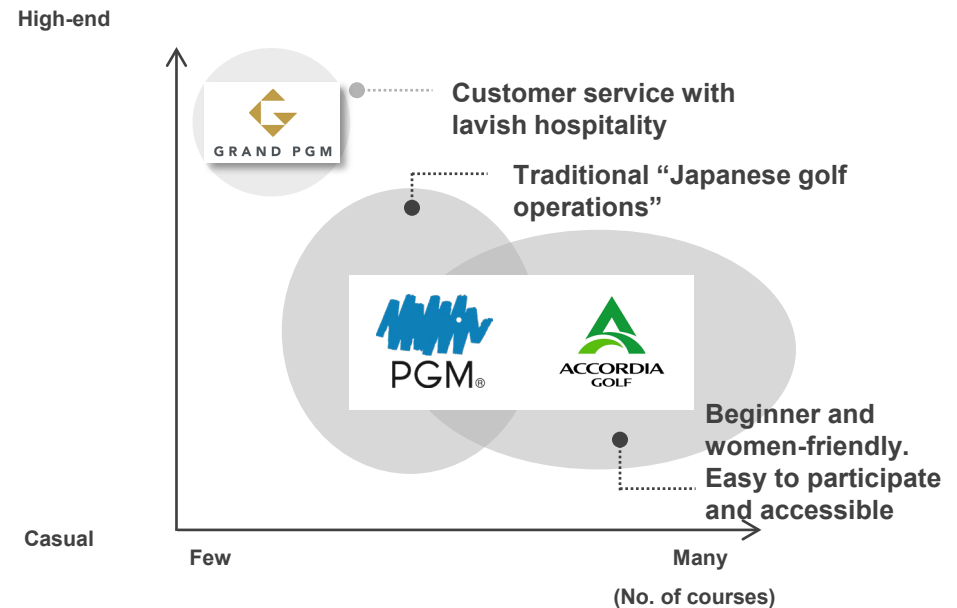 High-end
GRAND PGM
Customer service with
lavish hospitality
Traditional “Japanese golf
operations”
PGM®
ACCORDIA
GOLF
Beginner and
women-friendly.
Easy to participate
and accessible
Casual
Few
Many
(No. of courses)